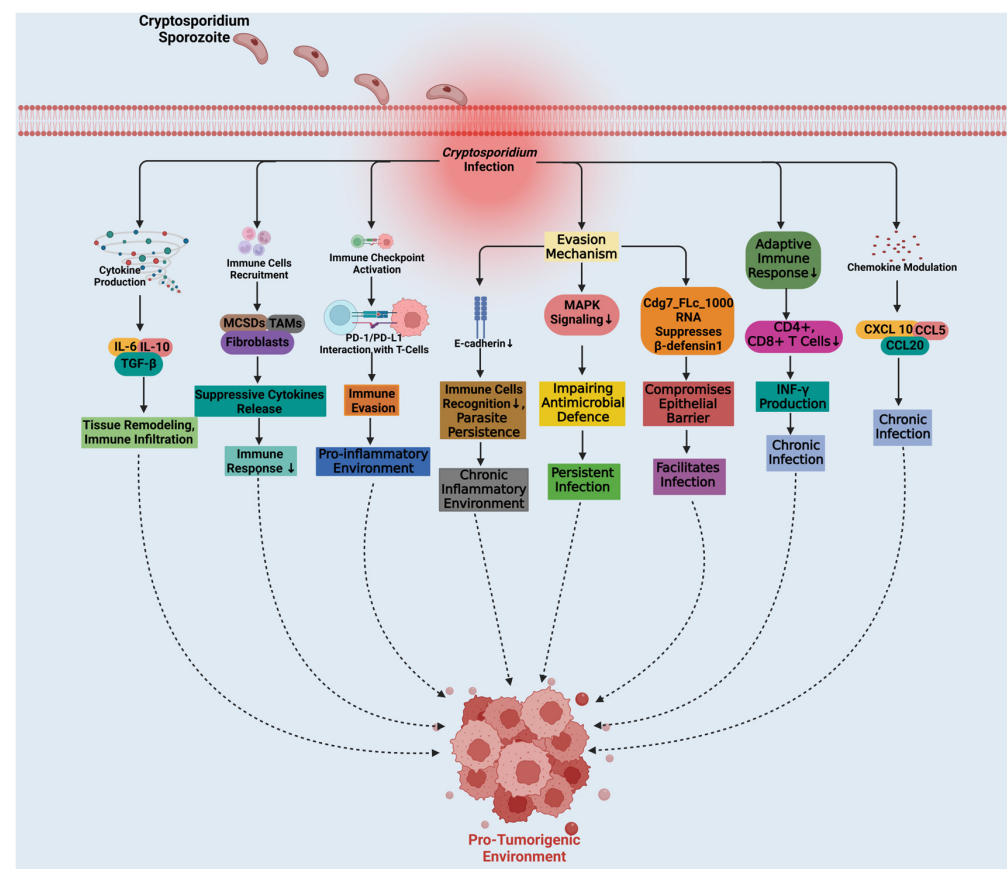 Cryptosporidium
Sporozoite
Cryptosporidium
Infection
Cytokine
Production
IL-6
IL-10
TGF-β
Tissue Remodeling,
Immune Infiltration
Immune Cells
Recruitment
MCSDs
TAMs
Fibroblasts
Suppressive Cytokines
Release
Immune
Response ↓
Immune Checkpoint
Activation
PD-1/PD-L1
Interaction with T-Cells
Immune
Evasion
Pro-inflammatory
Environment
Evasion
Mechanism
E-cadherin↓
Immune Cells
Recognition↓,
Parasite
Persistence
Chronic
Inflammatory
Environment
MAPK
Signaling↓
Impairing
Antimicrobial
Defence
Persistent
Infection
Cdg7_FLc_1000
RNA
Suppresses
β-defensin1
Compromises
Epithelial
Barrier
Facilitates
Infection
Adaptive
Immune
Response↓
CD4+,
CD8+ T Cells↓
INF-γ
Production
Chronic
Infection
Chemokine Modulation
CXCL 10
CCL5
CCL20
Chronic
Infection
Pro-Tumorigenic
Environment